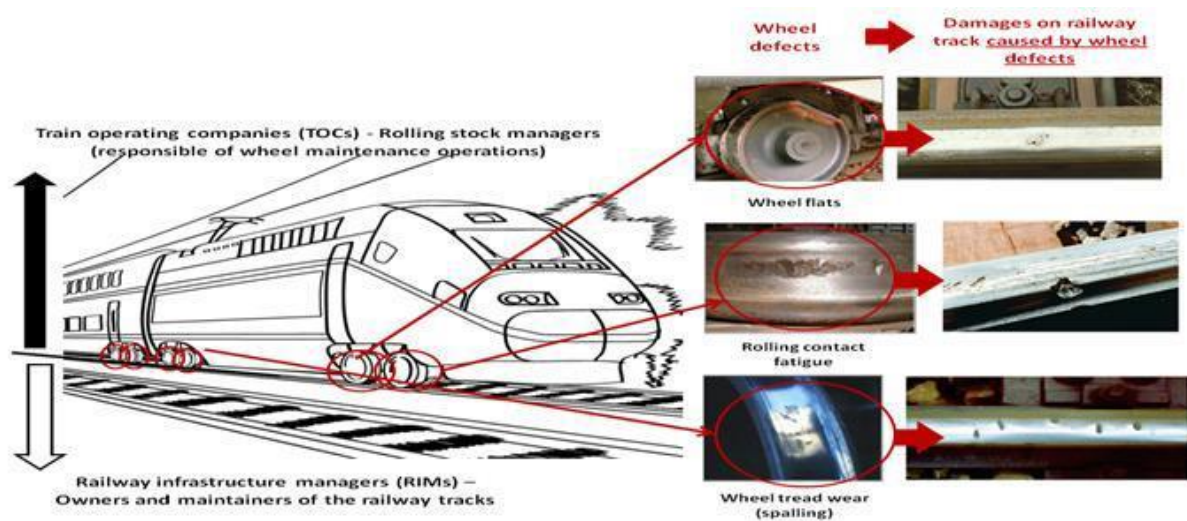 Wheel
defects
Damages on railway
track caused by wheel
defects
Train operating companies (TOCs) - Rolling stock managers
(responsible of wheel maintenance operations)
Wheel flats
Rolling contact
fatigue
Railway infrastructure managers (RIMs) –
Owners and maintainers of the railway tracks
Wheel tread wear
(spalling)